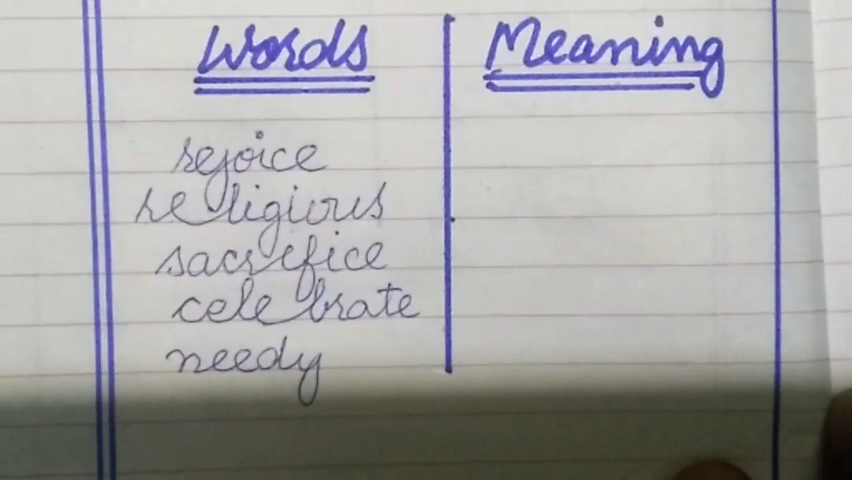 Words Meaning
rejoice
religious
sacrifice
celebrate
needy